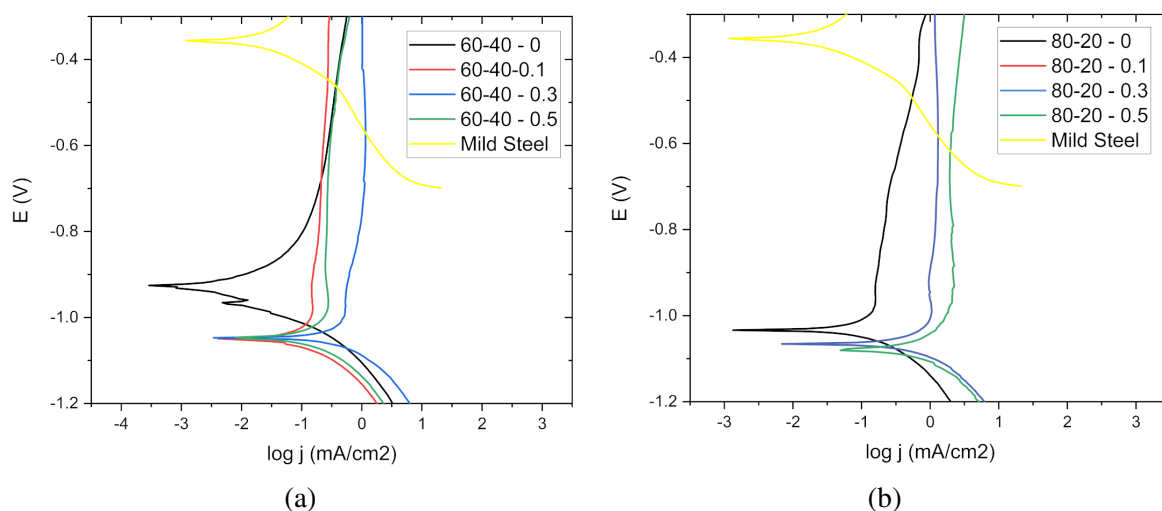 -0.4
-0.6
-0.8
-1.0
-1.2
E (V)
-4 -3 -2 -1 0 1 2 3
log j (mA/cm2)
60-40 - 0
60-40-0.1
60-40 - 0.3
60-40 - 0.5
Mild Steel
(a)
-0.4
-0.6
-0.8
-1.0
-1.2
E (V)
-3 -2 -1 0 1 2 3
log j (mA/cm2)
80-20 - 0
80-20 - 0.1
80-20 - 0.3
80-20 - 0.5
Mild Steel
(b)